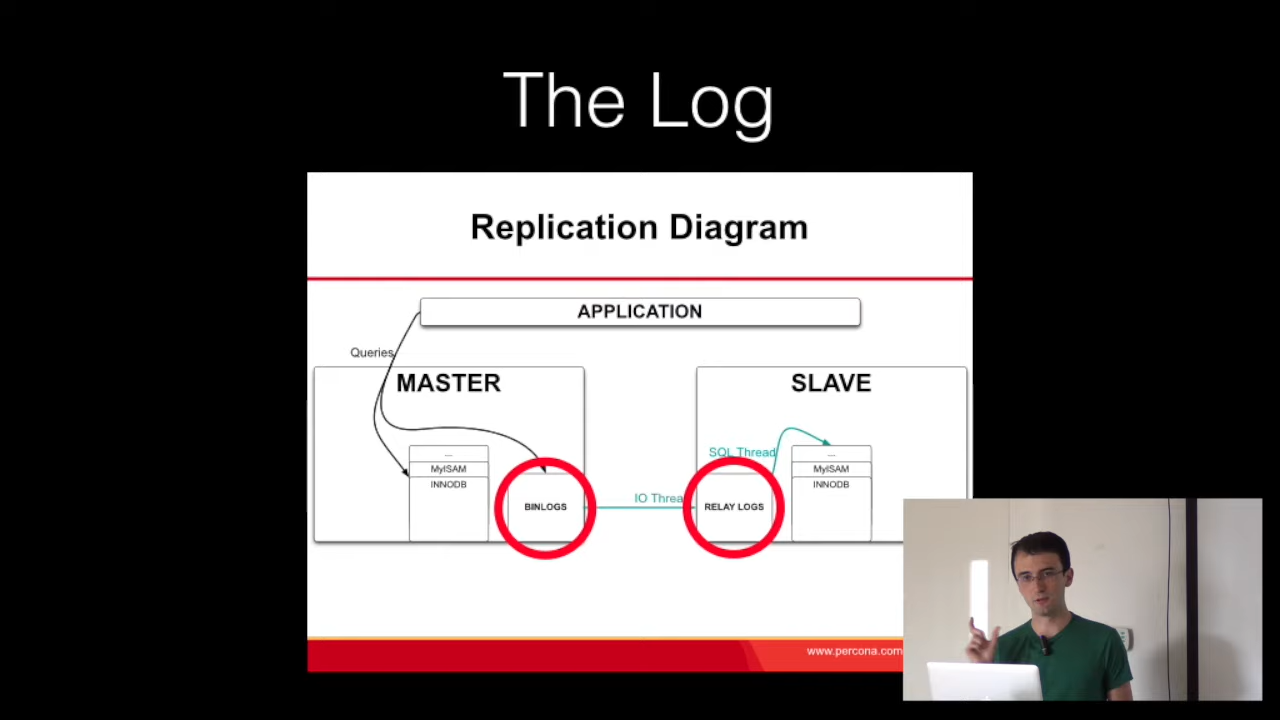 The Log
Replication Diagram
APPLICATION
Queries
MASTER
SLAVE
SQL Thread
...
MyISAM
INNODB
...
MyISAM
INNODB
BINLOGS
IO Threa
RELAY LOGS
www.percona.com